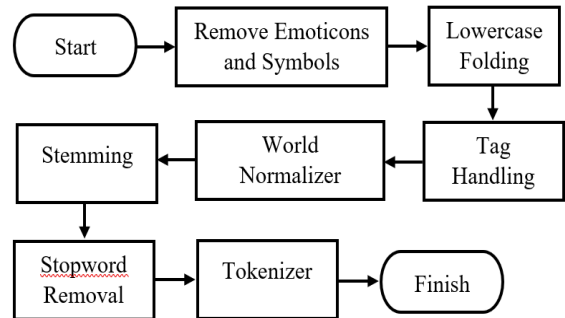 Start
Remove Emoticons
and Symbols
Lowercase
Folding
Tag
Handling
World
Normalizer
Stemming
Stopword
Removal
Tokenizer
Finish